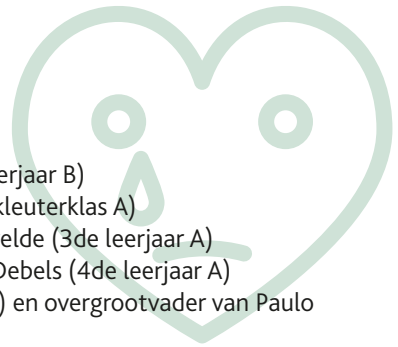 erjaar B)
kleuterklas A)
elde (3de leerjaar A)
Debels (4de leerjaar A)
) en overgrootvader van Paulo